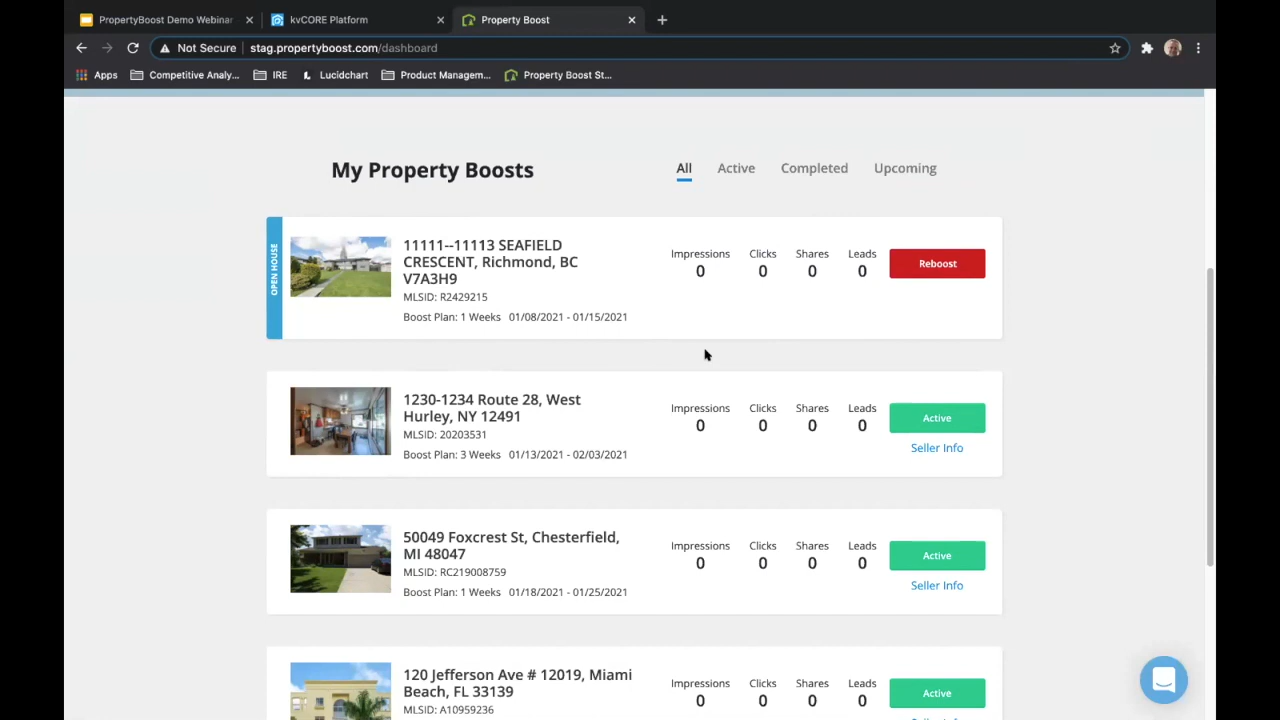 PropertyBoost Demo Webinar
kvCORE Platform
Property Boost
Not Secure
stag.propertyboost.com/dashboard
Apps
Competitive Analy...
IRE
Lucidchart
Product Managem...
Property Boost St...
My Property Boosts
All
Active
Completed
Upcoming
OPEN HOUSE
11111--11113 SEAFIELD
CRESCENT, Richmond, BC
V7A3H9
MLSID: R2429215
Boost Plan: 1 Weeks 01/08/2021 - 01/15/2021
Impressions
0
Clicks
0
Shares
0
Leads
0
Reboost
1230-1234 Route 28, West
Hurley, NY 12491
MLSID: 20203531
Boost Plan: 3 Weeks 01/13/2021 - 02/03/2021
Impressions
0
Clicks
0
Shares
0
Leads
0
Active
Seller Info
50049 Foxcrest St, Chesterfield,
MI 48047
MLSID: RC219008759
Boost Plan: 1 Weeks 01/18/2021 - 01/25/2021
Impressions
0
Clicks
0
Shares
0
Leads
0
Active
Seller Info
120 Jefferson Ave # 12019, Miami
Beach, FL 33139
MLSID: A10959236
Impressions
0
Clicks
0
Shares
0
Leads
0
Active